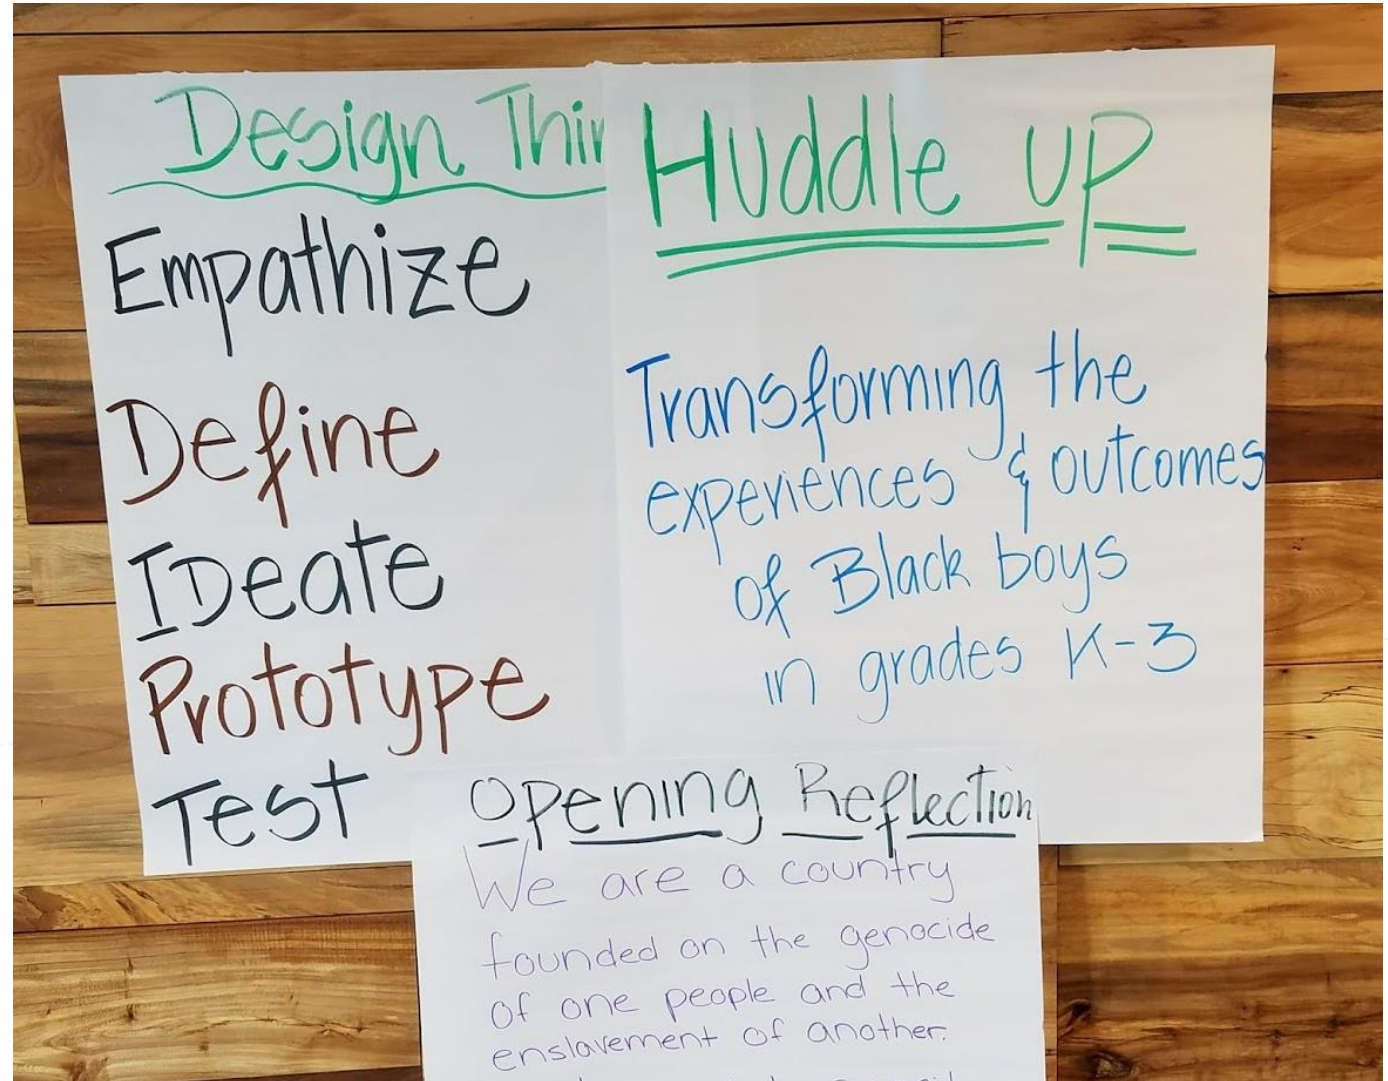 Design Thin
Empathize
Define
IDeate
Prototype
Test
Huddle UP
Transforming the
experiences & outcomes
of Black boys
in grades K-3
Opening Reflection
We are a country
founded on the genocide
of one people and the
enslavement of another.